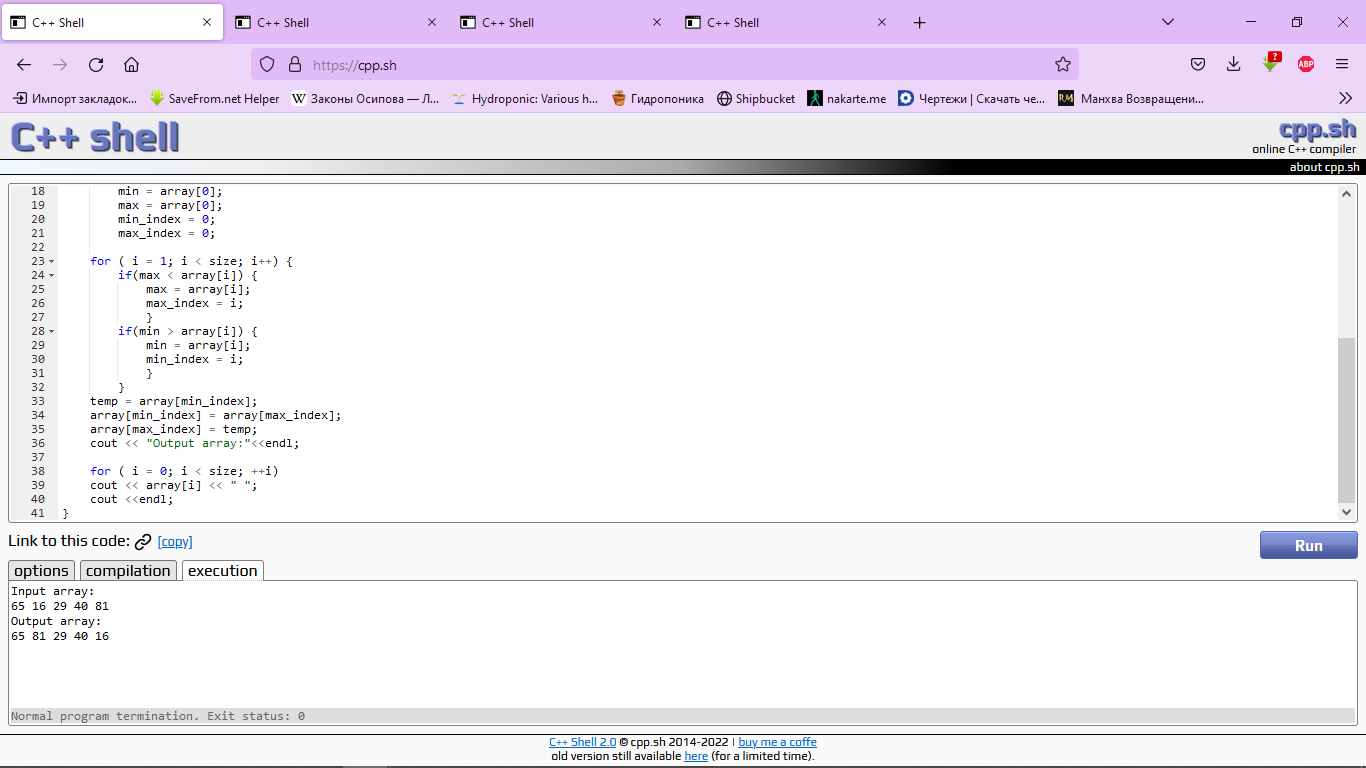 C++ Shell C++ Shell C++ Shell C++ Shell
https://cpp.sh ? ABP
Импорт закладок... SaveFrom.net Helper W Законы Осипова — Л... Hydroponic: Various h... Гидропоника Shipbucket nakarte.me Чертежи | Скачать че... RM Манхва Возвращени...
C++ shell
cpp.sh
online C++ compiler
about cpp.sh
18 min = array[0];
19 max = array[0];
20 min_index = 0;
21 max_index = 0;
22
23 for ( i = 1; i < size; i++) {
24 if(max < array[i]) {
25 max = array[i];
26 max_index = i;
27 }
28 if(min > array[i]) {
29 min = array[i];
30 min_index = i;
31 }
32 }
33 temp = array[min_index];
34 array[min_index] = array[max_index];
35 array[max_index] = temp;
36 cout << "Output array:"<<endl;
37
38 for ( i = 0; i < size; ++i)
39 cout << array[i] << " ";
40 cout <<endl;
41 }
Link to this code: [copy]
Run
options compilation execution
Input array:
65 16 29 40 81
Output array:
65 81 29 40 16
Normal program termination. Exit status: 0
C++ Shell 2.0 © cpp.sh 2014-2022 | buy me a coffe
old version still available here (for a limited time).